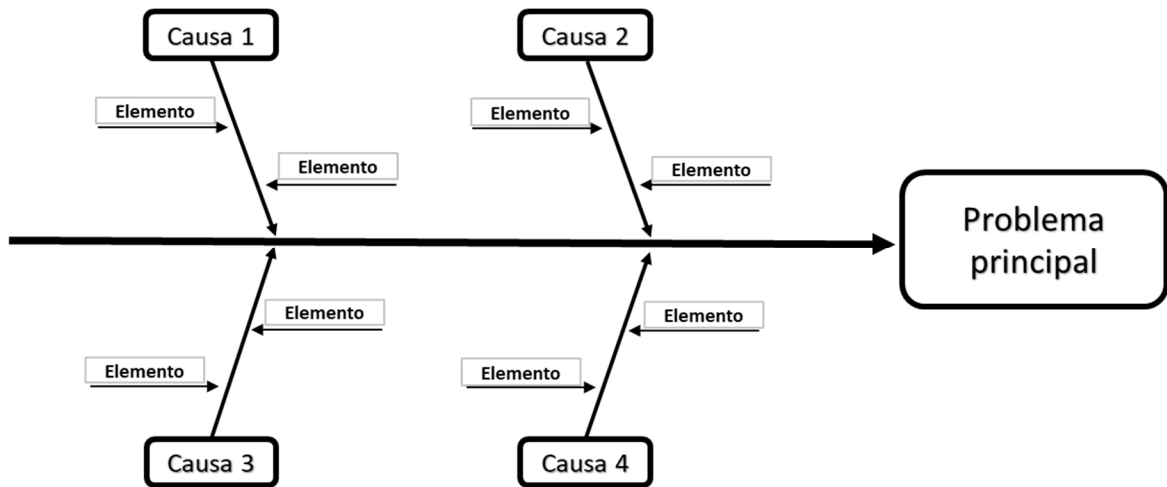 Causa 1
Causa 2
Elemento
Elemento
Elemento
Elemento
Problema
principal
Elemento
Elemento
Elemento
Elemento
Causa 3
Causa 4